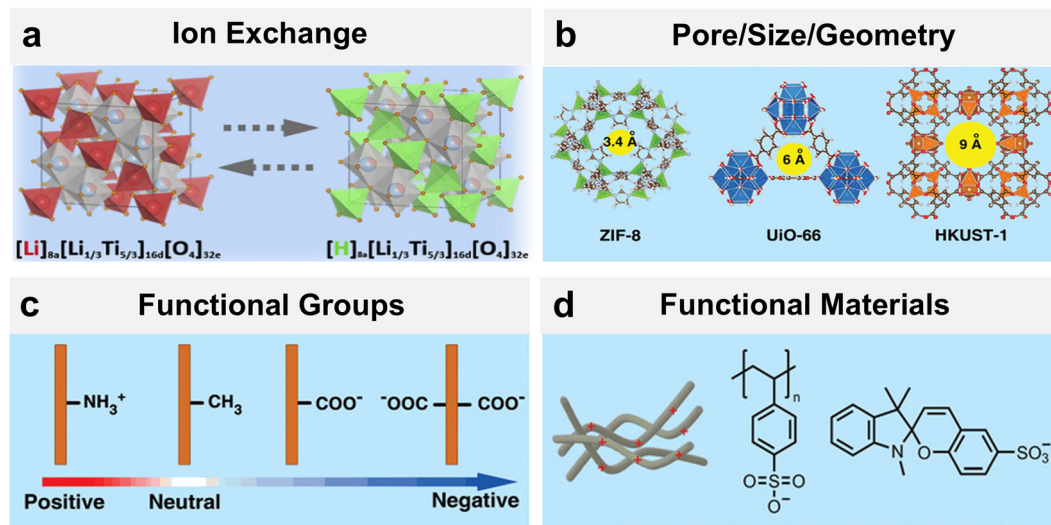 a Ion Exchange
[Li]8a[Li1/3Ti5/3]16d[O4]32e
[H]8a[Li1/3Ti5/3]16d[O4]32e
b Pore/Size/Geometry
3.4 Å
6 Å
9 Å
ZIF-8 UiO-66 HKUST-1
c Functional Groups
NH3+ CH3 COO- -OOC COO-
Positive Neutral Negative
d Functional Materials
+ + + + + + + +
n
N
O
SO3-
O=S=O
O-